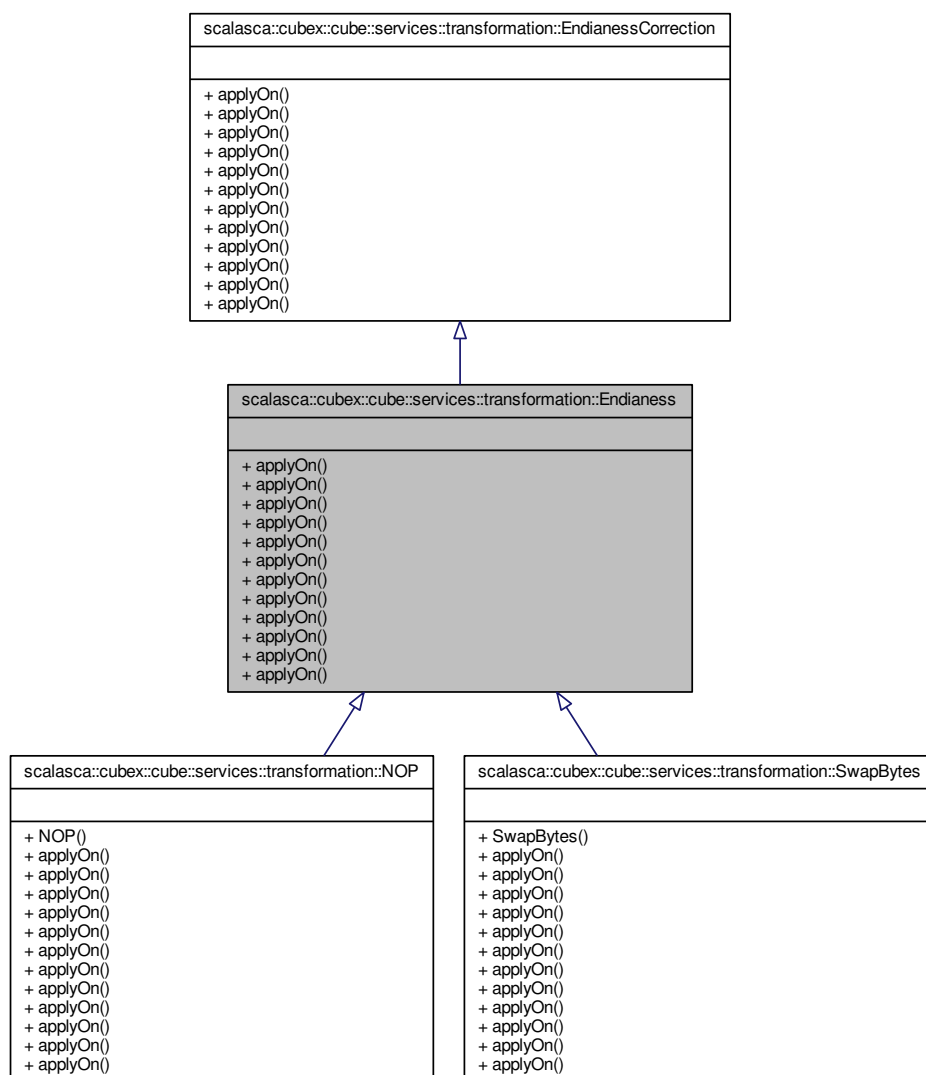 scalasca::cubex::cube::services::transformation::EndianessCorrection
+ applyOn()
+ applyOn()
+ applyOn()
+ applyOn()
+ applyOn()
+ applyOn()
+ applyOn()
+ applyOn()
+ applyOn()
+ applyOn()
+ applyOn()
+ applyOn()
scalasca::cubex::cube::services::transformation::Endianess
+ applyOn()
+ applyOn()
+ applyOn()
+ applyOn()
+ applyOn()
+ applyOn()
+ applyOn()
+ applyOn()
+ applyOn()
+ applyOn()
+ applyOn()
+ applyOn()
scalasca::cubex::cube::services::transformation::NOP
+ NOP()
+ applyOn()
+ applyOn()
+ applyOn()
+ applyOn()
+ applyOn()
+ applyOn()
+ applyOn()
+ applyOn()
+ applyOn()
+ applyOn()
+ applyOn()
+ applyOn()
scalasca::cubex::cube::services::transformation::SwapBytes
+ SwapBytes()
+ applyOn()
+ applyOn()
+ applyOn()
+ applyOn()
+ applyOn()
+ applyOn()
+ applyOn()
+ applyOn()
+ applyOn()
+ applyOn()
+ applyOn()
+ applyOn()